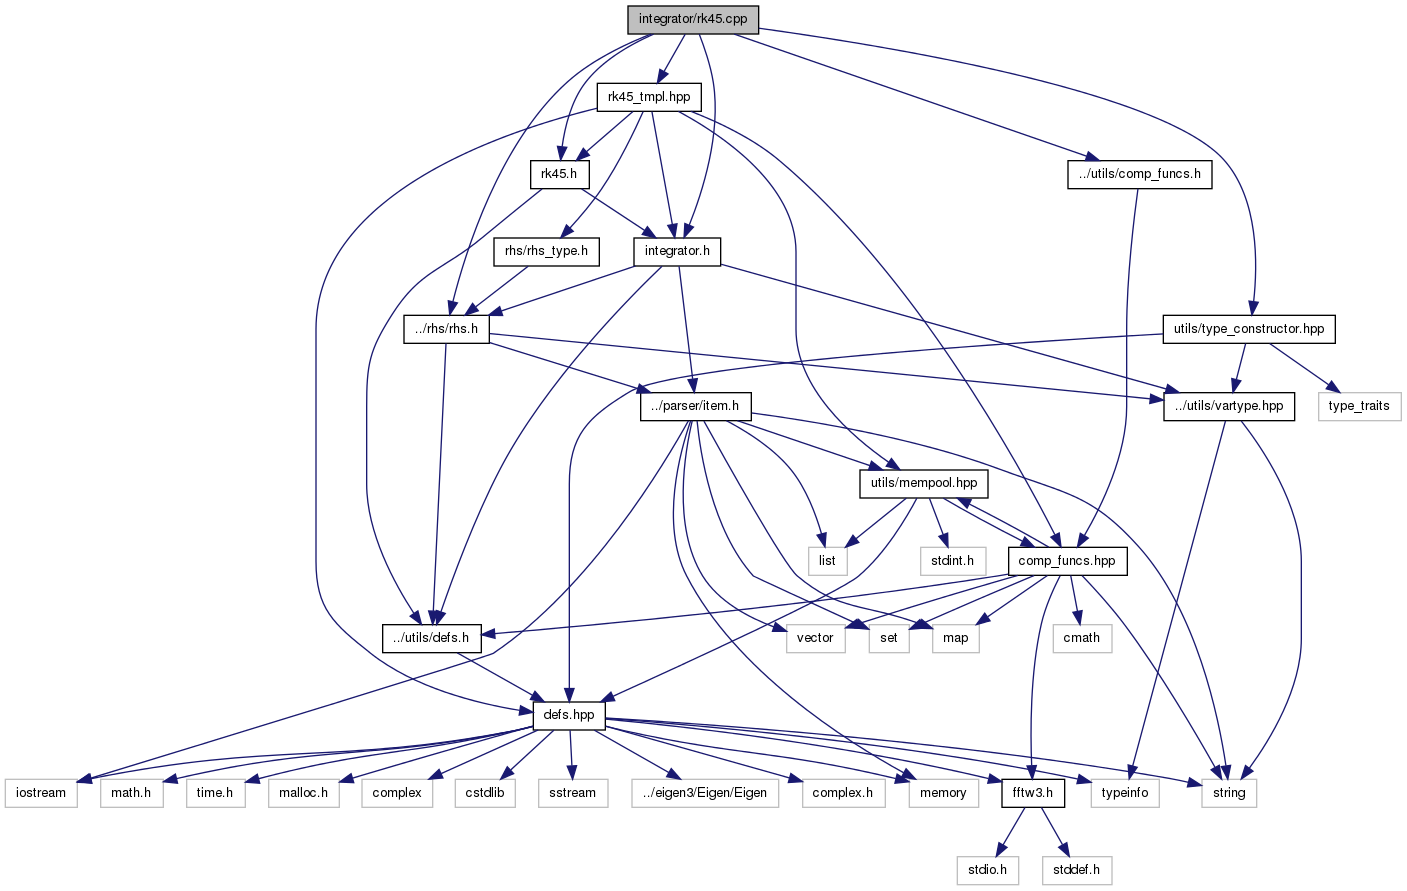 integrator/rk45.cpp
rk45_tmpl.hpp
rk45.h
../utils/comp_funcs.h
rhs/rhs_type.h
integrator.h
../rhs/rhs.h
utils/type_constructor.hpp
../parser/item.h
../utils/vartype.hpp
type_traits
utils/mempool.hpp
list
stdint.h
comp_funcs.hpp
../utils/defs.h
vector
set
map
cmath
defs.hpp
iostream
math.h
time.h
malloc.h
complex
cstdlib
sstream
../eigen3/Eigen/Eigen
complex.h
memory
fftw3.h
typeinfo
string
stdio.h
stddef.h